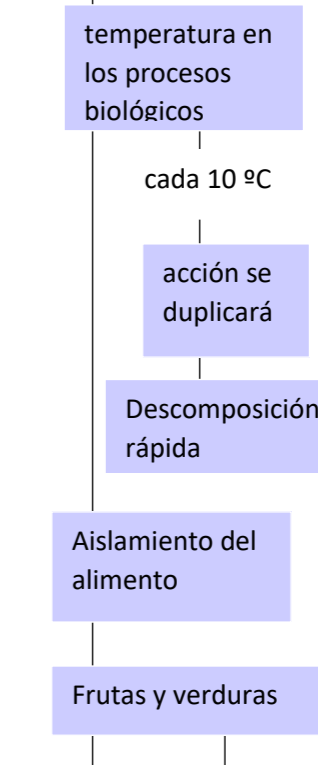 temperatura en
los procesos
biológicos
cada 10 ºC
acción se
duplicará
Descomposición
rápida
Aislamiento del
alimento
Frutas y verduras